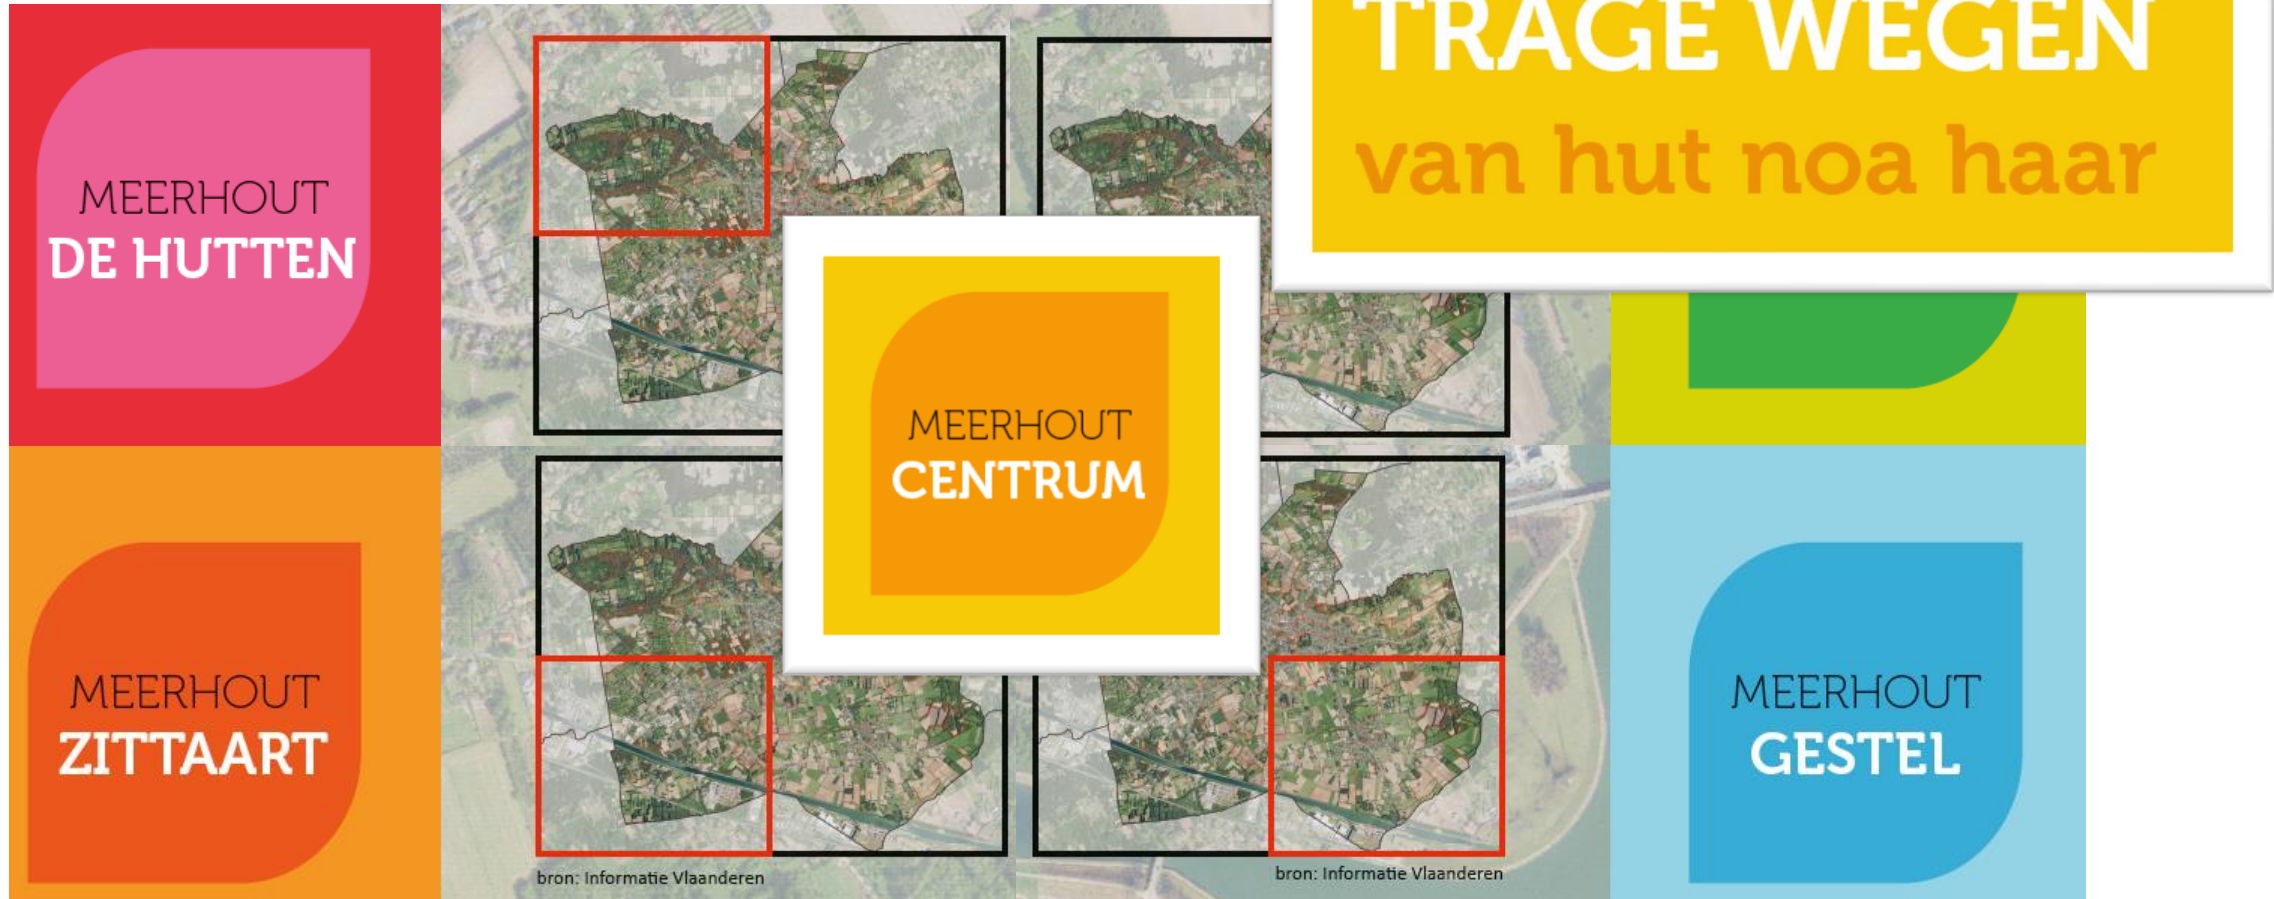 TRAGE WEGEN
van hut noa haar
MEERHOUT
DE HUTTEN
MEERHOUT
CENTRUM
MEERHOUT
ZITTAART
MEERHOUT
GESTEL
bron: Informatie Vlaanderen
bron: Informatie Vlaanderen